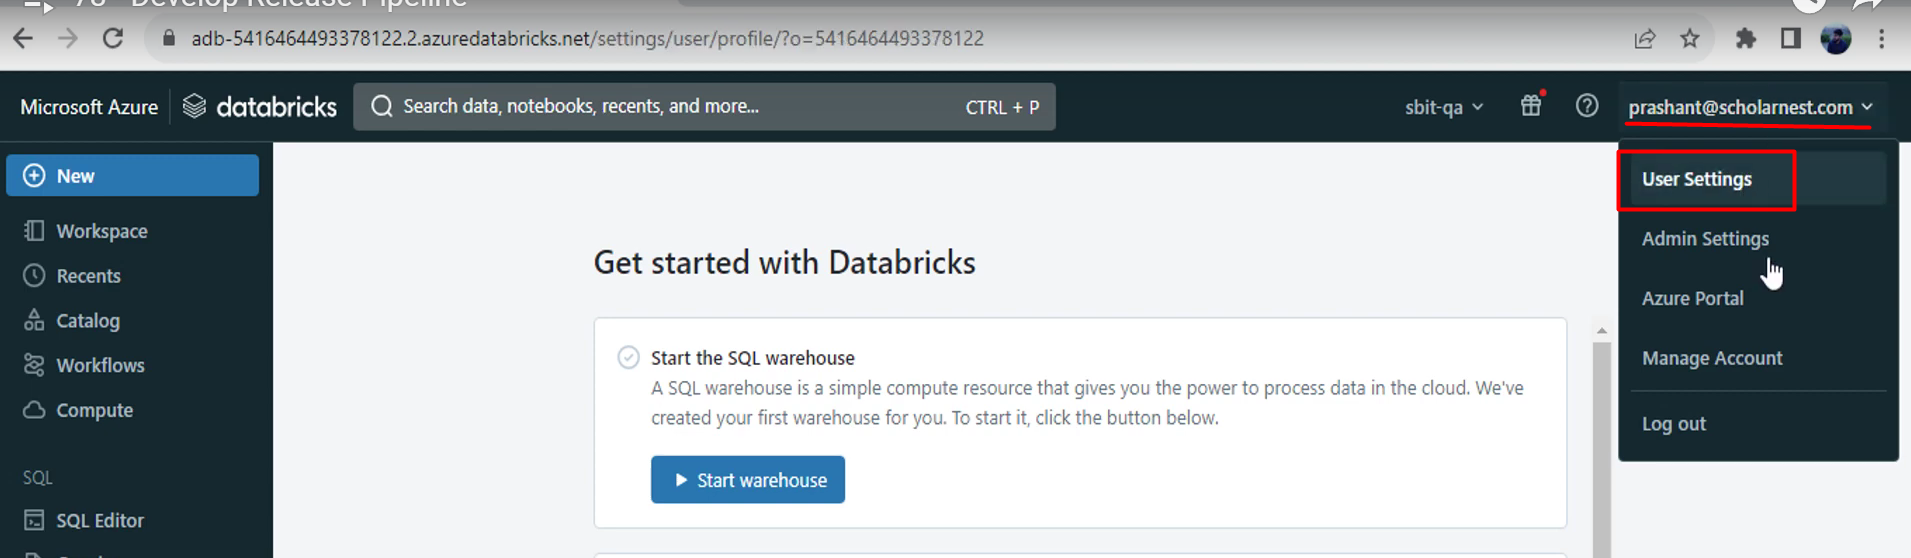 78 - Develop Release Pipeline
adb-5416464493378122.2.azuredatabricks.net/settings/user/profile/?o=5416464493378122
Microsoft Azure databricks Search data, notebooks, recents, and more... CTRL + P sbit-qa prashant@scholarnest.com
New
User Settings
Workspace
Admin Settings
Get started with Databricks
Recents
Azure Portal
Catalog
Start the SQL warehouse
Manage Account
Workflows
A SQL warehouse is a simple compute resource that gives you the power to process data in the cloud. We've
created your first warehouse for you. To start it, click the button below.
Compute
Log out
SQL
Start warehouse
SQL Editor